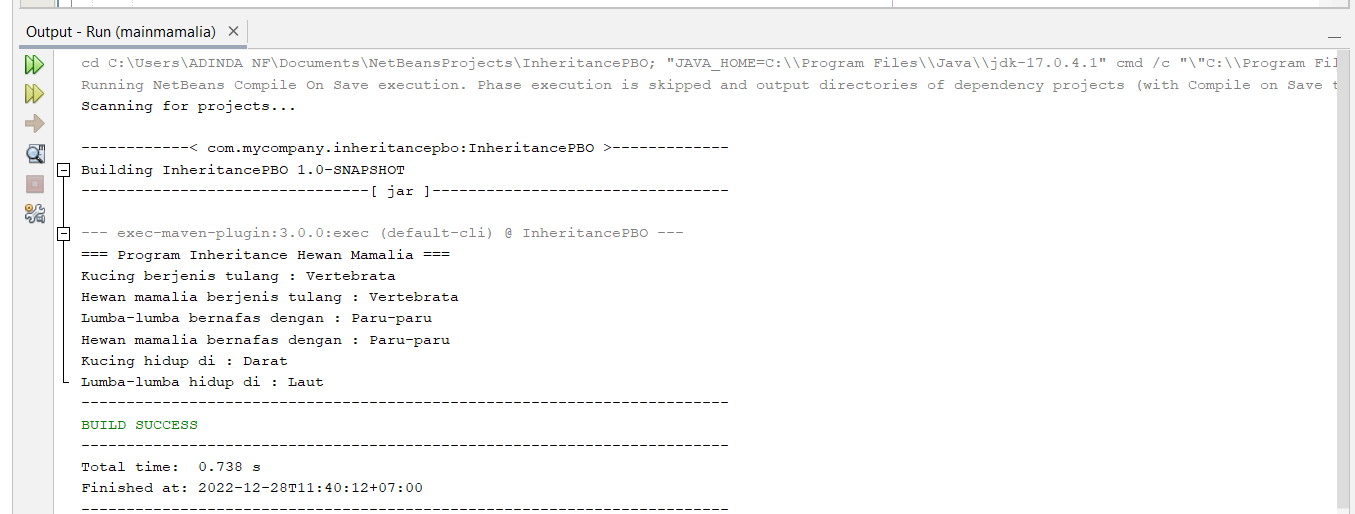 Output - Run (mainmamalia) ×
cd C:\Users\ADINDA NF\Documents\NetBeansProjects\InheritancePBO; "JAVA_HOME=C:\\Program Files\\Java\\jdk-17.0.4.1" cmd /c "\"C:\\Program Fil
Running NetBeans Compile On Save execution. Phase execution is skipped and output directories of dependency projects (with Compile on Save t
Scanning for projects...
------------< com.mycompany.inheritancepbo:InheritancePBO >-------------
Building InheritancePBO 1.0-SNAPSHOT
--------------------------------[ jar ]---------------------------------
--- exec-maven-plugin:3.0.0:exec (default-cli) @ InheritancePBO ---
=== Program Inheritance Hewan Mamalia ===
Kucing berjenis tulang : Vertebrata
Hewan mamalia berjenis tulang : Vertebrata
Lumba-lumba bernafas dengan : Paru-paru
Hewan mamalia bernafas dengan : Paru-paru
Kucing hidup di : Darat
Lumba-lumba hidup di : Laut
------------------------------------------------------------------------
BUILD SUCCESS
------------------------------------------------------------------------
Total time:  0.738 s
Finished at: 2022-12-28T11:40:12+07:00
------------------------------------------------------------------------